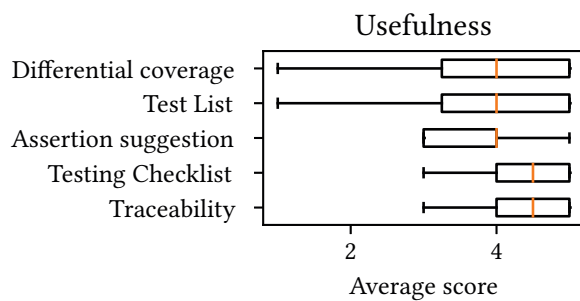 Usefulness
Differential coverage
Test List
Assertion suggestion
Testing Checklist
Traceability
2 4
Average score